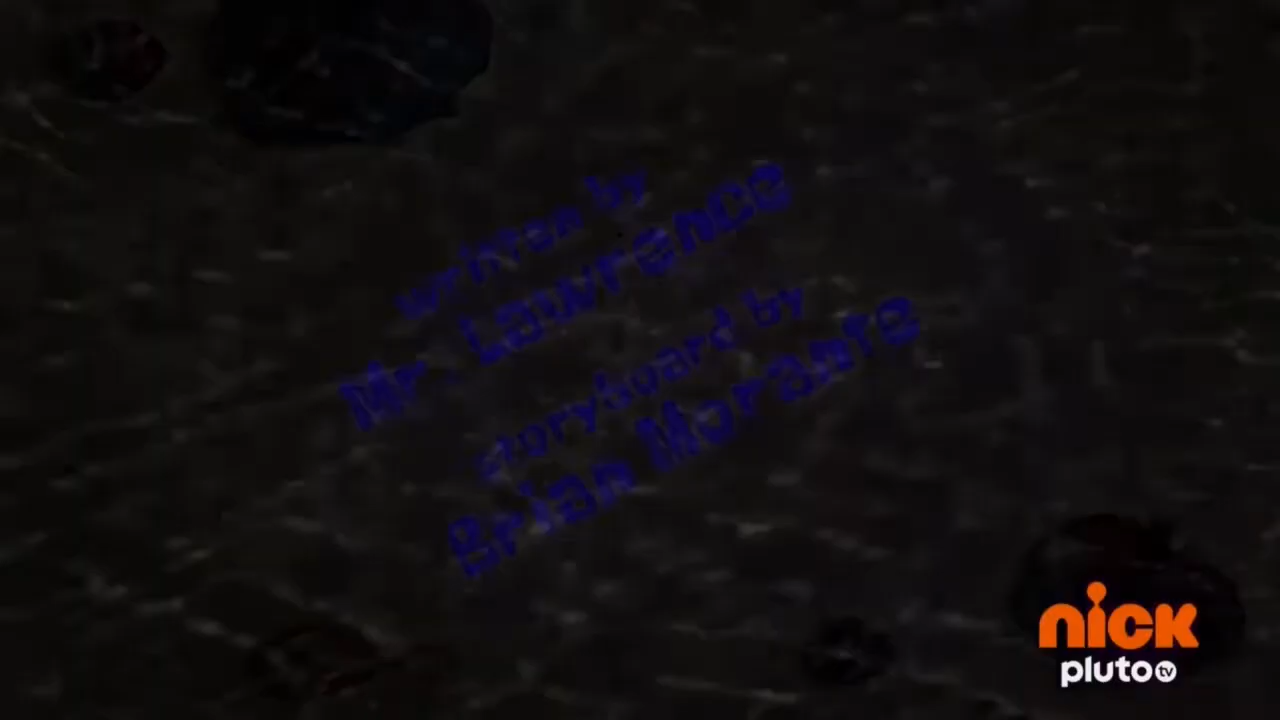 written by
Mr. Lawrence
storyboard by
Brian Morante
nick
pluto tv